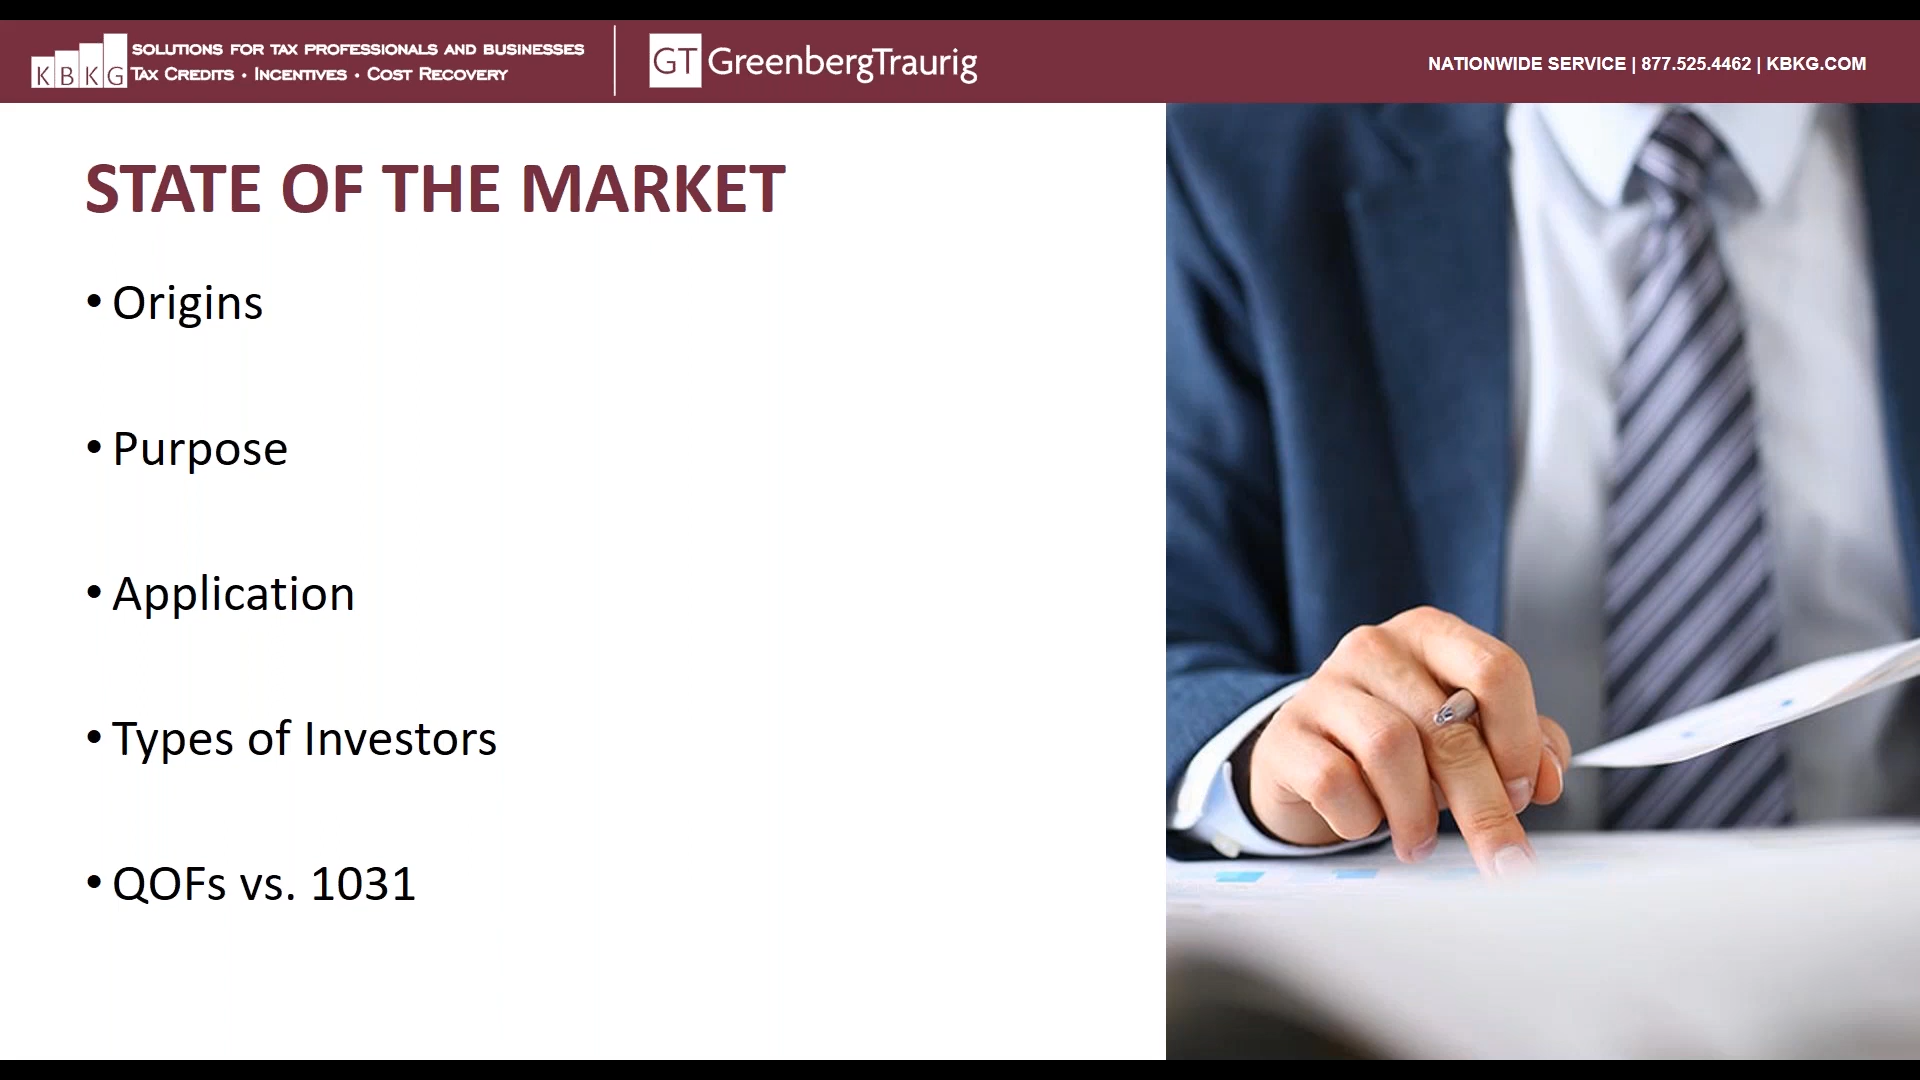 KBKG
SOLUTIONS FOR TAX PROFESSIONALS AND BUSINESSES
TAX CREDITS • INCENTIVES • COST RECOVERY
GT GreenbergTraurig
NATIONWIDE SERVICE | 877.525.4462 | KBKG.COM
STATE OF THE MARKET
• Origins
• Purpose
• Application
• Types of Investors
• QOFs vs. 1031